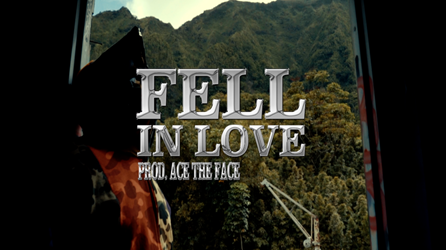 FELL
IN LOVE
PROD. ACE THE FACE